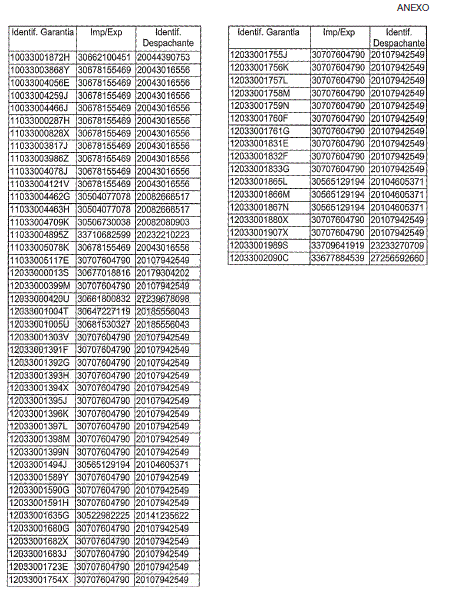 ANEXO
Identif. Garantia Imp/Exp Identif. Despachante
10033001872H 30662100451 20044390753
10033003868Y 30678155469 20043016556
10033004056E 30678155469 20043016556
10033004259J 30678155469 20043016556
10033004466J 30678155469 20043016556
11033000287H 30678155469 20043016556
11033000828X 30678155469 20043016556
11033003817J 30678155469 20043016556
11033003986Z 30678155469 20043016556
11033004078J 30678155469 20043016556
11033004121V 30678155469 20043016556
11033004462G 30504077078 20082666517
11033004463H 30504077078 20082666517
11033004709K 30506730038 20082080903
11033004895Z 33710682599 20232210223
11033005078K 30678155469 20043016556
11033005117E 30707604790 20107942549
12033000013S 30677018816 20179304202
12033000399M 30707604790 20107942549
12033000420U 30661800832 27239678098
12033001004T 30647227119 20185556043
12033001005U 30681530327 20185556043
12033001303V 30707604790 20107942549
12033001391F 30707604790 20107942549
12033001392G 30707604790 20107942549
12033001393H 30707604790 20107942549
12033001394X 30707604790 20107942549
12033001395J 30707604790 20107942549
12033001396K 30707604790 20107942549
12033001397L 30707604790 20107942549
12033001398M 30707604790 20107942549
12033001399N 30707604790 20107942549
12033001494J 30565129194 20104605371
12033001589Y 30707604790 20107942549
12033001590G 30707604790 20107942549
12033001591H 30707604790 20107942549
12033001635G 30522982225 20141235622
12033001660G 30707604790 20107942549
12033001682X 30707604790 20107942549
12033001683J 30707604790 20107942549
12033001723E 30707604790 20107942549
12033001754X 30707604790 20107942549
Identif. Garantia Imp/Exp Identif. Despachante
12033001755J 30707604790 20107942549
12033001756K 30707604790 20107942549
12033001757L 30707604790 20107942549
12033001758M 30707604790 20107942549
12033001759N 30707604790 20107942549
12033001760F 30707604790 20107942549
12033001761G 30707604790 20107942549
12033001831E 30707604790 20107942549
12033001832F 30707604790 20107942549
12033001833G 30707604790 20107942549
12033001865L 30565129194 20104605371
12033001866M 30565129194 20104605371
12033001867N 30565129194 20104605371
12033001880X 30707604790 20107942549
12033001907X 30707604790 20107942549
12033001989S 33709641919 23233270709
12033002090C 33677884539 27256592660